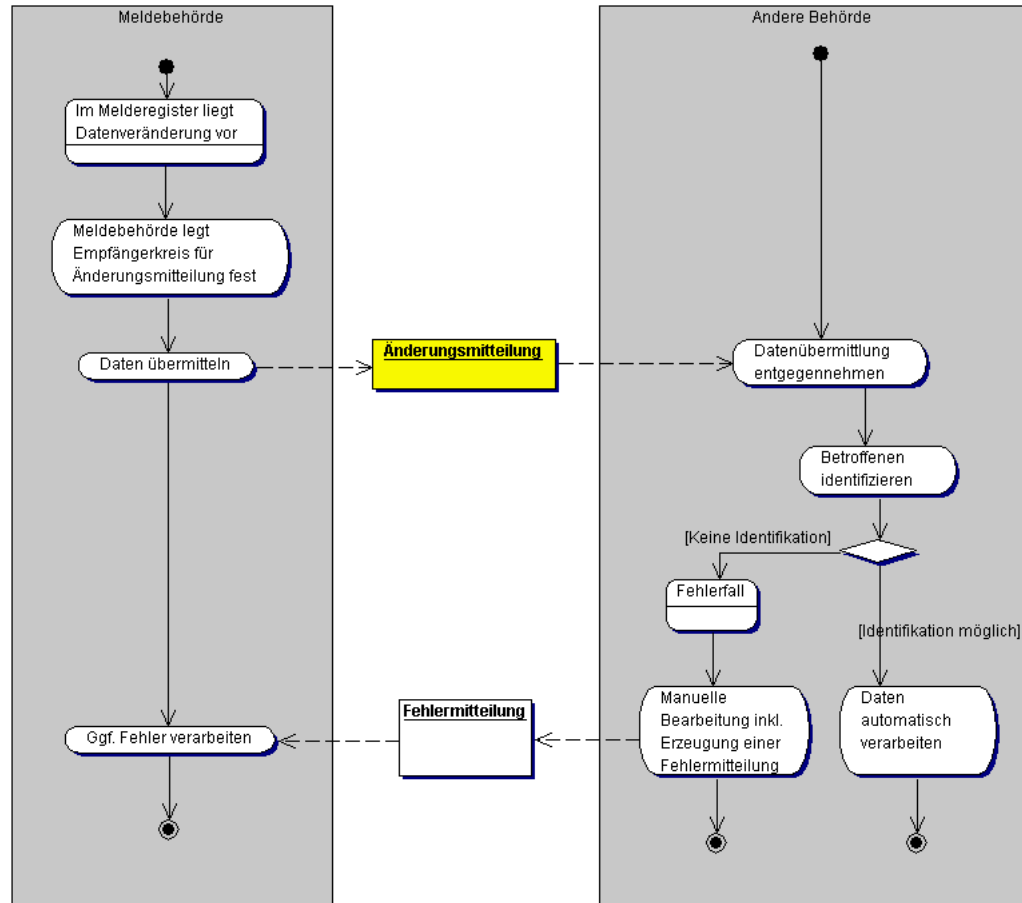 Meldebehörde
Im Melderegister liegt
Datenveränderung vor
Meldebehörde legt
Empfängerkreis für
Änderungsmitteilung fest
Daten übermitteln
Änderungsmitteilung
Andere Behörde
Datenübermittlung
entgegennehmen
Betroffenen
identifizieren
[Keine Identifikation]
Fehlerfall
[Identifikation möglich]
Manuelle
Bearbeitung inkl.
Erzeugung einer
Fehlermitteilung
Daten
automatisch
verarbeiten
Fehlermitteilung
Ggf. Fehler verarbeiten